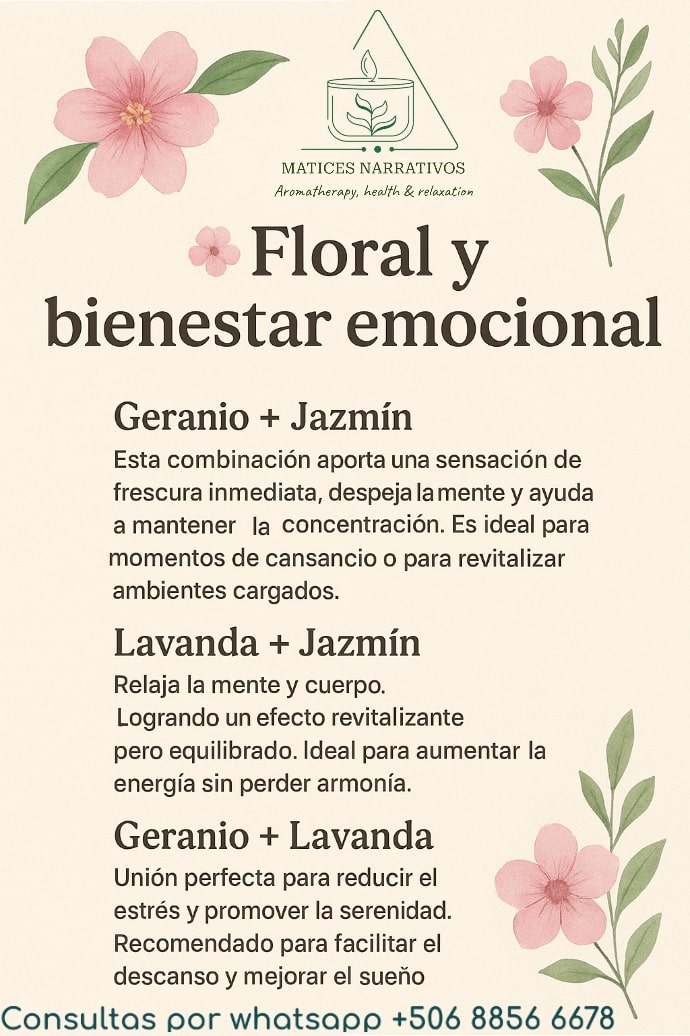 MATICES NARRATIVOS
Aromatherapy, health & relaxation
Floral y
bienestar emocional
Geranio + Jazmín
Esta combinación aporta una sensación de
frescura inmediata, despeja la mente y ayuda
a mantener la concentración. Es ideal para
momentos de cansancio o para revitalizar
ambientes cargados.
Lavanda + Jazmín
Relaja la mente y cuerpo.
Logrando un efecto revitalizante
pero equilibrado. Ideal para aumentar la
energía sin perder armonía.
Geranio + Lavanda
Unión perfecta para reducir el
estrés y promover la serenidad.
Recomendado para facilitar el
descanso y mejorar el sueño
Consultas por whatsapp +506 8856 6678